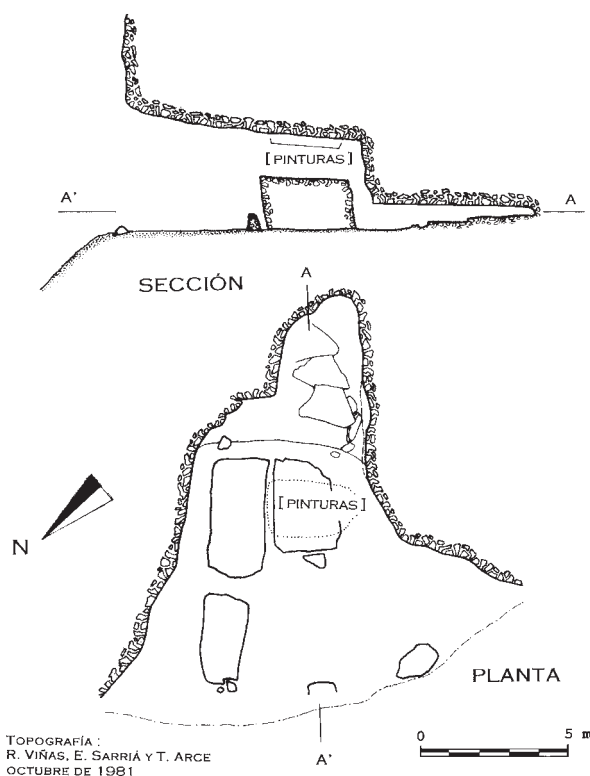 [ PINTURAS ]
A'
A
SECCIÓN
A
[ PINTURAS ]
N
PLANTA
0 5 m
A'
TOPOGRAFÍA :
R. VIÑAS, E. SARRIÁ Y T. ARCE
OCTUBRE DE 1981